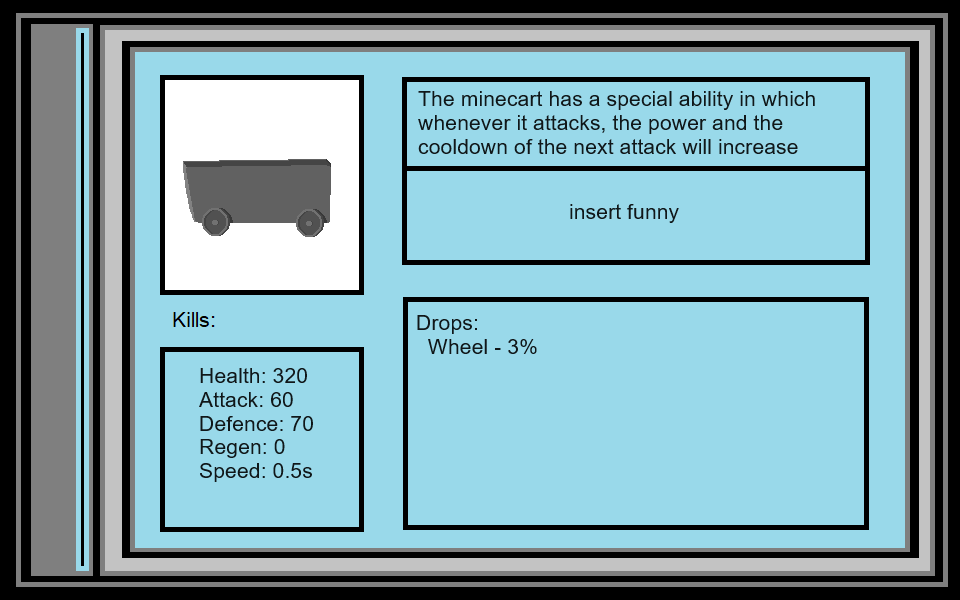 The minecart has a special ability in which
whenever it attacks, the power and the
cooldown of the next attack will increase
insert funny
Kills:
Health: 320
Attack: 60
Defence: 70
Regen: 0
Speed: 0.5s
Drops:
Wheel - 3%